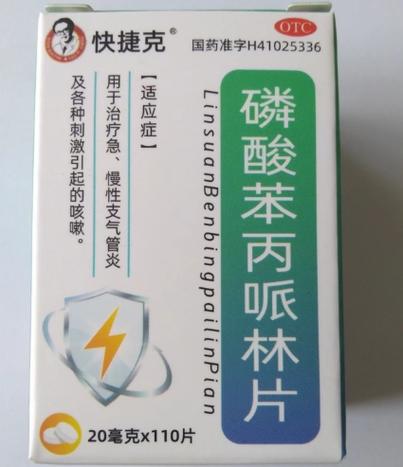 快捷克®
OTC
国药准字H41025336
磷酸苯丙哌林片
LinsuanBenbingpailinPian
【适应症】
用于治疗急、慢性支气管炎
及各种刺激引起的咳嗽。
20毫克x110片